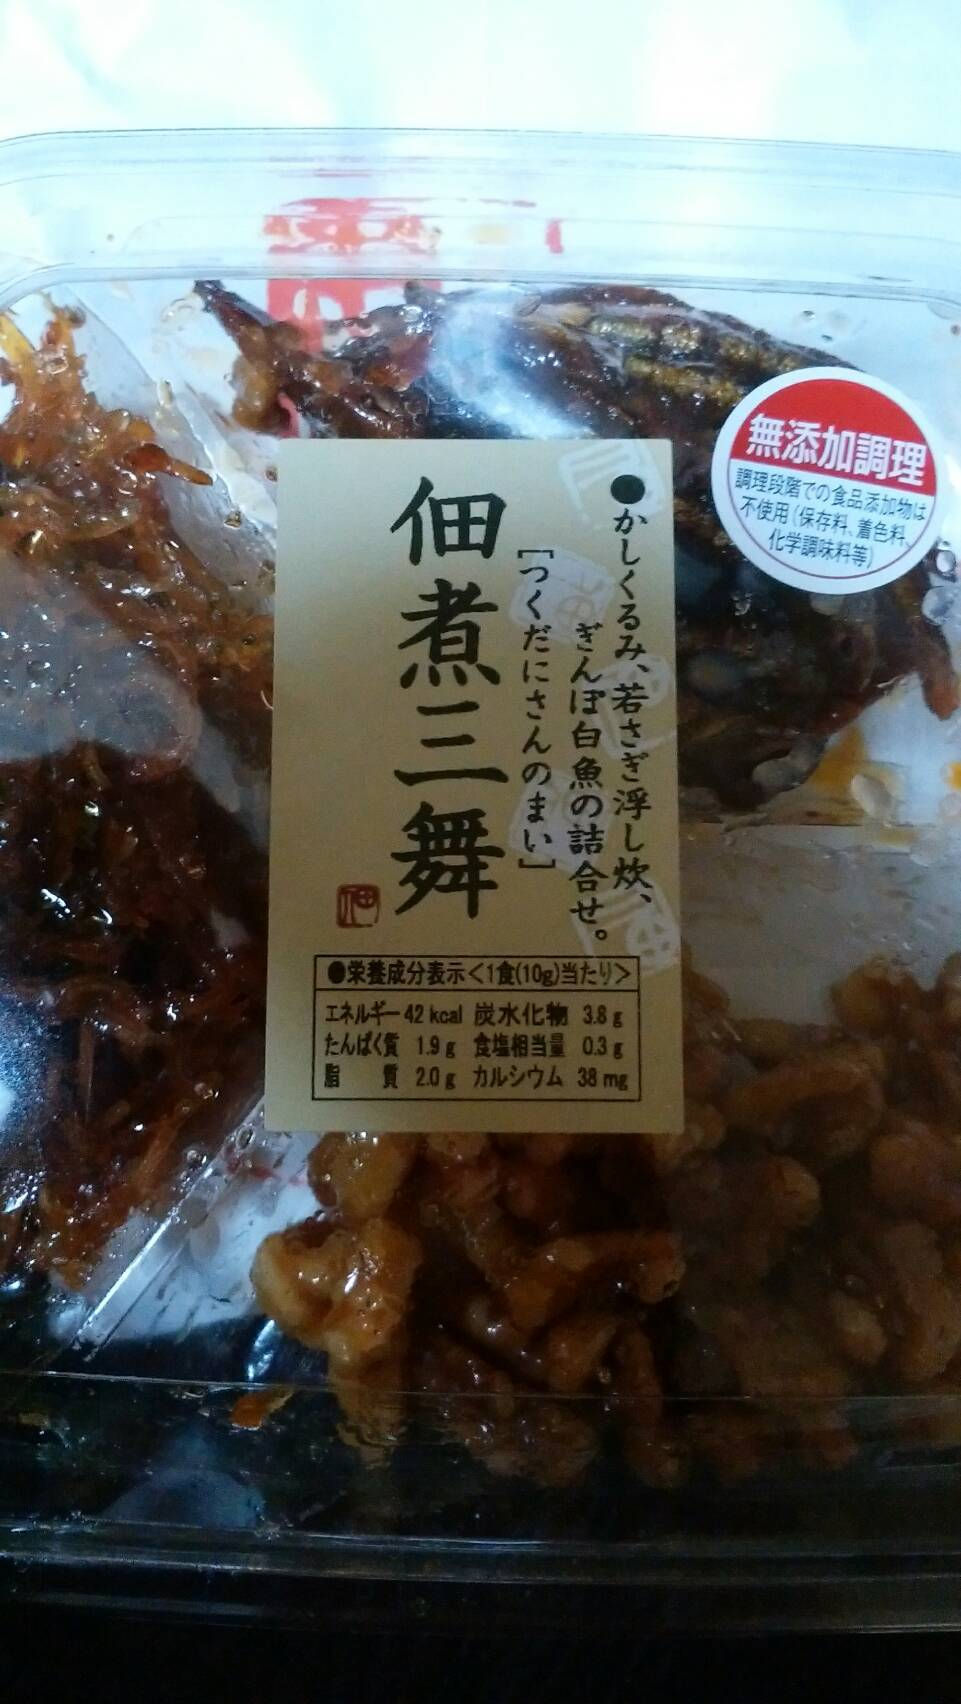 無添加調理
調理段階での食品添加物は
不使用(保存料、着色料、
化学調味料等)
●かしくるみ、若さぎ浮し炊、
ぎんぽ白魚の詰合せ。
[つくだにさんのまい]
佃煮三舞
●栄養成分表示<1食(10g)当たり>
エネルギー 42 kcal 炭水化物 3.8 g
たんぱく質 1.9 g 食塩相当量 0.3 g
脂 質 2.0 g カルシウム 38 mg